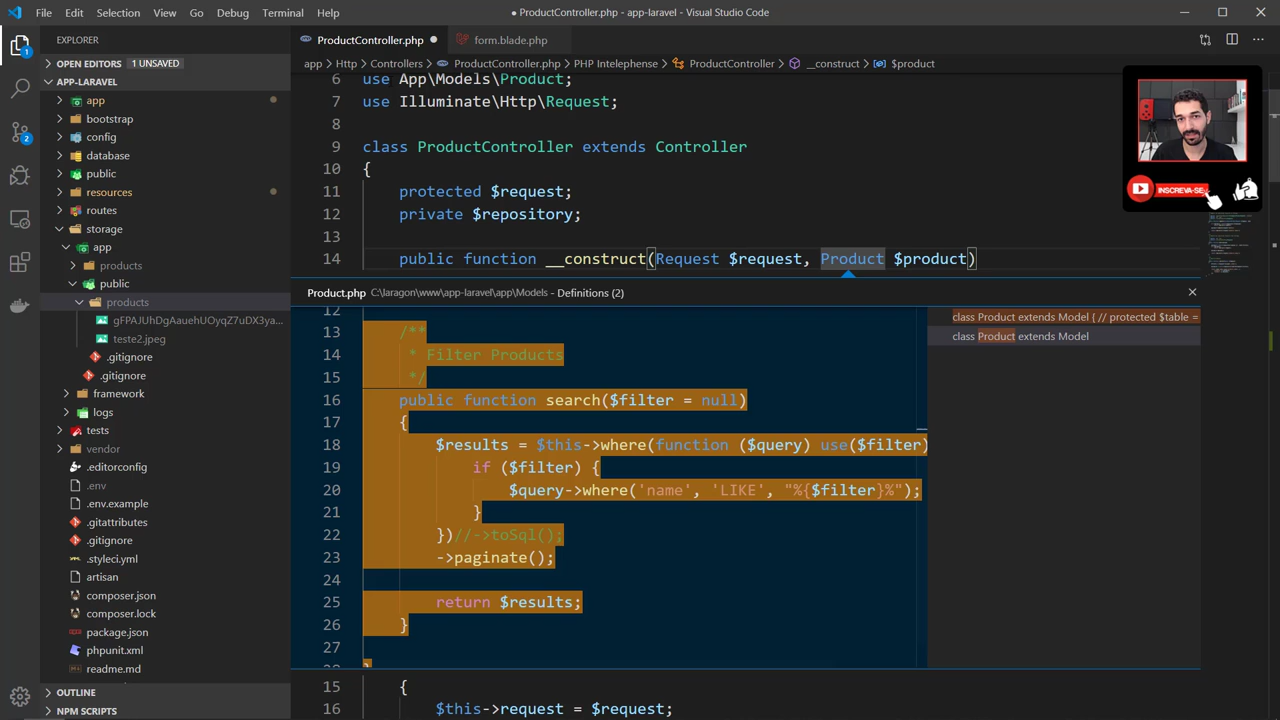 File Edit Selection View Go Debug Terminal Help
● ProductController.php - app-laravel - Visual Studio Code
EXPLORER
ProductController.php ●
form.blade.php
OPEN EDITORS 1 UNSAVED
app > Http > Controllers > ProductController.php > PHP Intelephense > ProductController > __construct > $product
APP-LARAVEL
app
bootstrap
config
database
public
resources
routes
storage
app
products
public
products
gFPAJUhDgAauehUOyqZ7uDX3ya...
teste2.jpeg
.gitignore
.gitignore
framework
logs
tests
vendor
.editorconfig
.env
.env.example
.gitattributes
.gitignore
.styleci.yml
artisan
composer.json
composer.lock
package.json
phpunit.xml
readme.md
OUTLINE
NPM SCRIPTS
1
2
6 use App\Models\Product;
7 use Illuminate\Http\Request;
8
9 class ProductController extends Controller
10 {
11 protected $request;
12 private $repository;
13
14 public function __construct(Request $request, Product $product)
Product.php C:\laragon\www\app-laravel\app\Models - Definitions (2)
12
13 /**
14 * Filter Products
15 */
16 public function search($filter = null)
17 {
18 $results = $this->where(function ($query) use($filter)
19 if ($filter) {
20 $query->where('name', 'LIKE', "%{$filter}%");
21 }
22 })//->toSql();
23 ->paginate();
24
25 return $results;
26 }
27
28 }
class Product extends Model { // protected $table =
class Product extends Model
15 {
16 $this->request = $request;
INSCREVA-SE